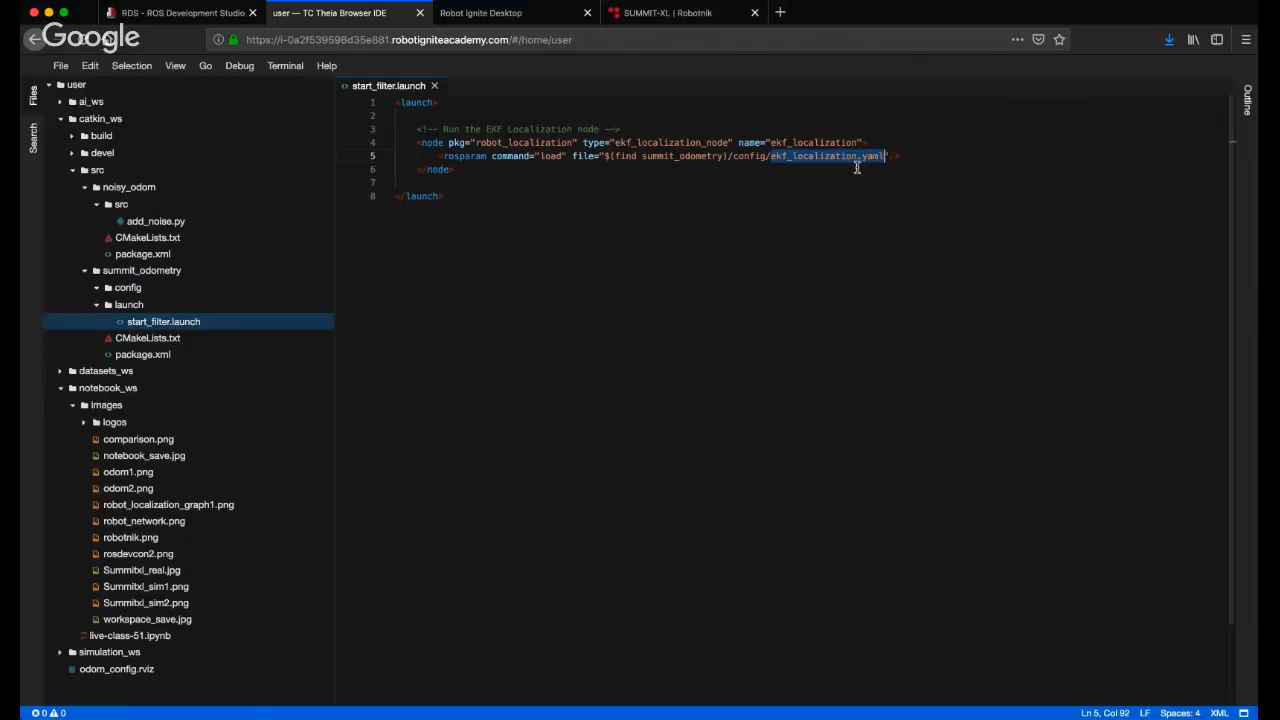 RDS - ROS Development Studio
user — TC Theia Browser IDE
Robot Ignite Desktop
SUMMIT-XL | Robotnik
Google
https://i-0a2f539598d35e881.robotigniteacademy.com/#/home/user
File Edit Selection View Go Debug Terminal Help
Files
Search
Outline
user
ai_ws
catkin_ws
build
devel
src
noisy_odom
src
add_noise.py
CMakeLists.txt
package.xml
summit_odometry
config
launch
start_filter.launch
CMakeLists.txt
package.xml
datasets_ws
notebook_ws
images
logos
comparison.png
notebook_save.jpg
odom1.png
odom2.png
robot_localization_graph1.png
robot_network.png
robotnik.png
rosdevcon2.png
Summitxl_real.jpg
Summitxl_sim1.png
Summitxl_sim2.png
workspace_save.jpg
live-class-51.ipynb
simulation_ws
odom_config.rviz
start_filter.launch
1 <launch>
2
3 <!-- Run the EKF Localization node -->
4 <node pkg="robot_localization" type="ekf_localization_node" name="ekf_localization">
5 <rosparam command="load" file="$(find summit_odometry)/config/ekf_localization.yaml"/>
6 </node>
7
8 </launch>
0 0
Ln 5, Col 92 LF Spaces: 4 XML